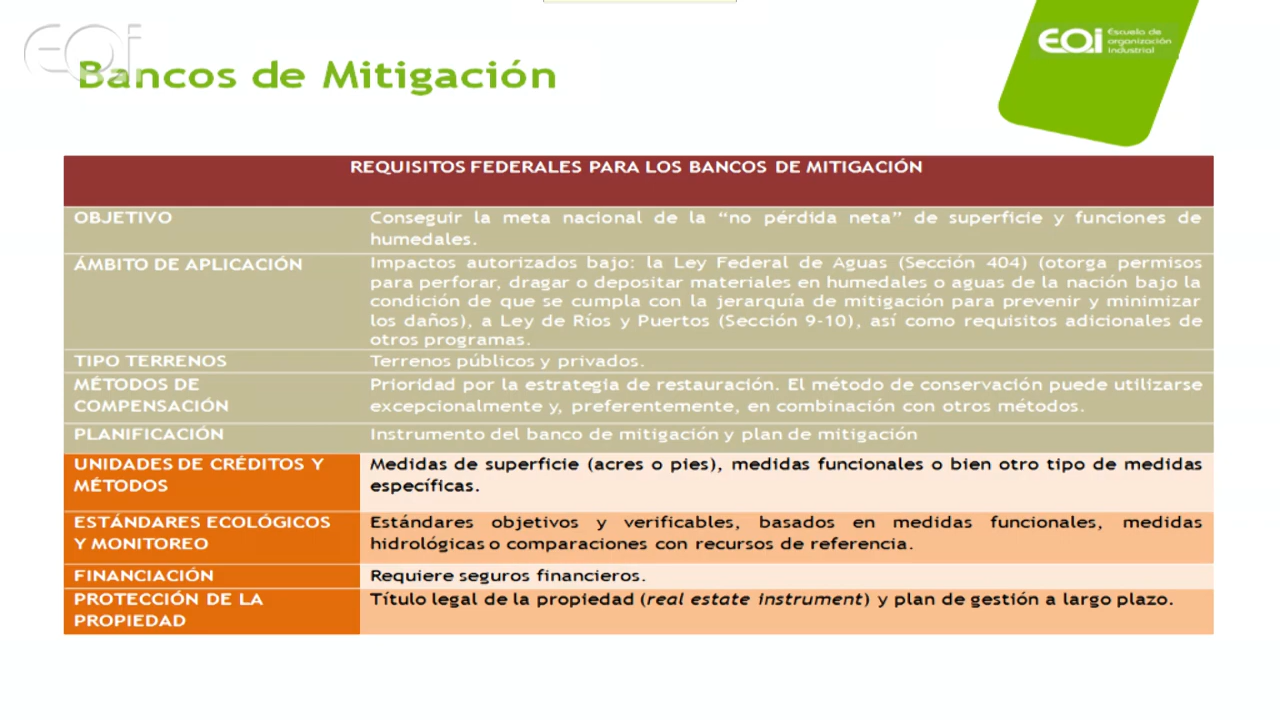 EOI
Bancos de Mitigación
EOI Escuela de
organización
industrial
REQUISITOS FEDERALES PARA LOS BANCOS DE MITIGACIÓN
OBJETIVO
Conseguir la meta nacional de la “no pérdida neta” de superficie y funciones de
humedales.
ÁMBITO DE APLICACIÓN
Impactos autorizados bajo: la Ley Federal de Aguas (Sección 404) (otorga permisos
para perforar, dragar o depositar materiales en humedales o aguas de la nación bajo la
condición de que se cumpla con la jerarquía de mitigación para prevenir y minimizar
los daños), a Ley de Ríos y Puertos (Sección 9-10), así como requisitos adicionales de
otros programas.
TIPO TERRENOS
Terrenos públicos y privados.
MÉTODOS DE
COMPENSACIÓN
Prioridad por la estrategia de restauración. El método de conservación puede utilizarse
excepcionalmente y, preferentemente, en combinación con otros métodos.
PLANIFICACIÓN
Instrumento del banco de mitigación y plan de mitigación
UNIDADES DE CRÉDITOS Y
MÉTODOS
Medidas de superficie (acres o pies), medidas funcionales o bien otro tipo de medidas
específicas.
ESTÁNDARES ECOLÓGICOS
Y MONITOREO
Estándares objetivos y verificables, basados en medidas funcionales, medidas
hidrológicas o comparaciones con recursos de referencia.
FINANCIACIÓN
Requiere seguros financieros.
PROTECCIÓN DE LA
PROPIEDAD
Título legal de la propiedad (real estate instrument) y plan de gestión a largo plazo.